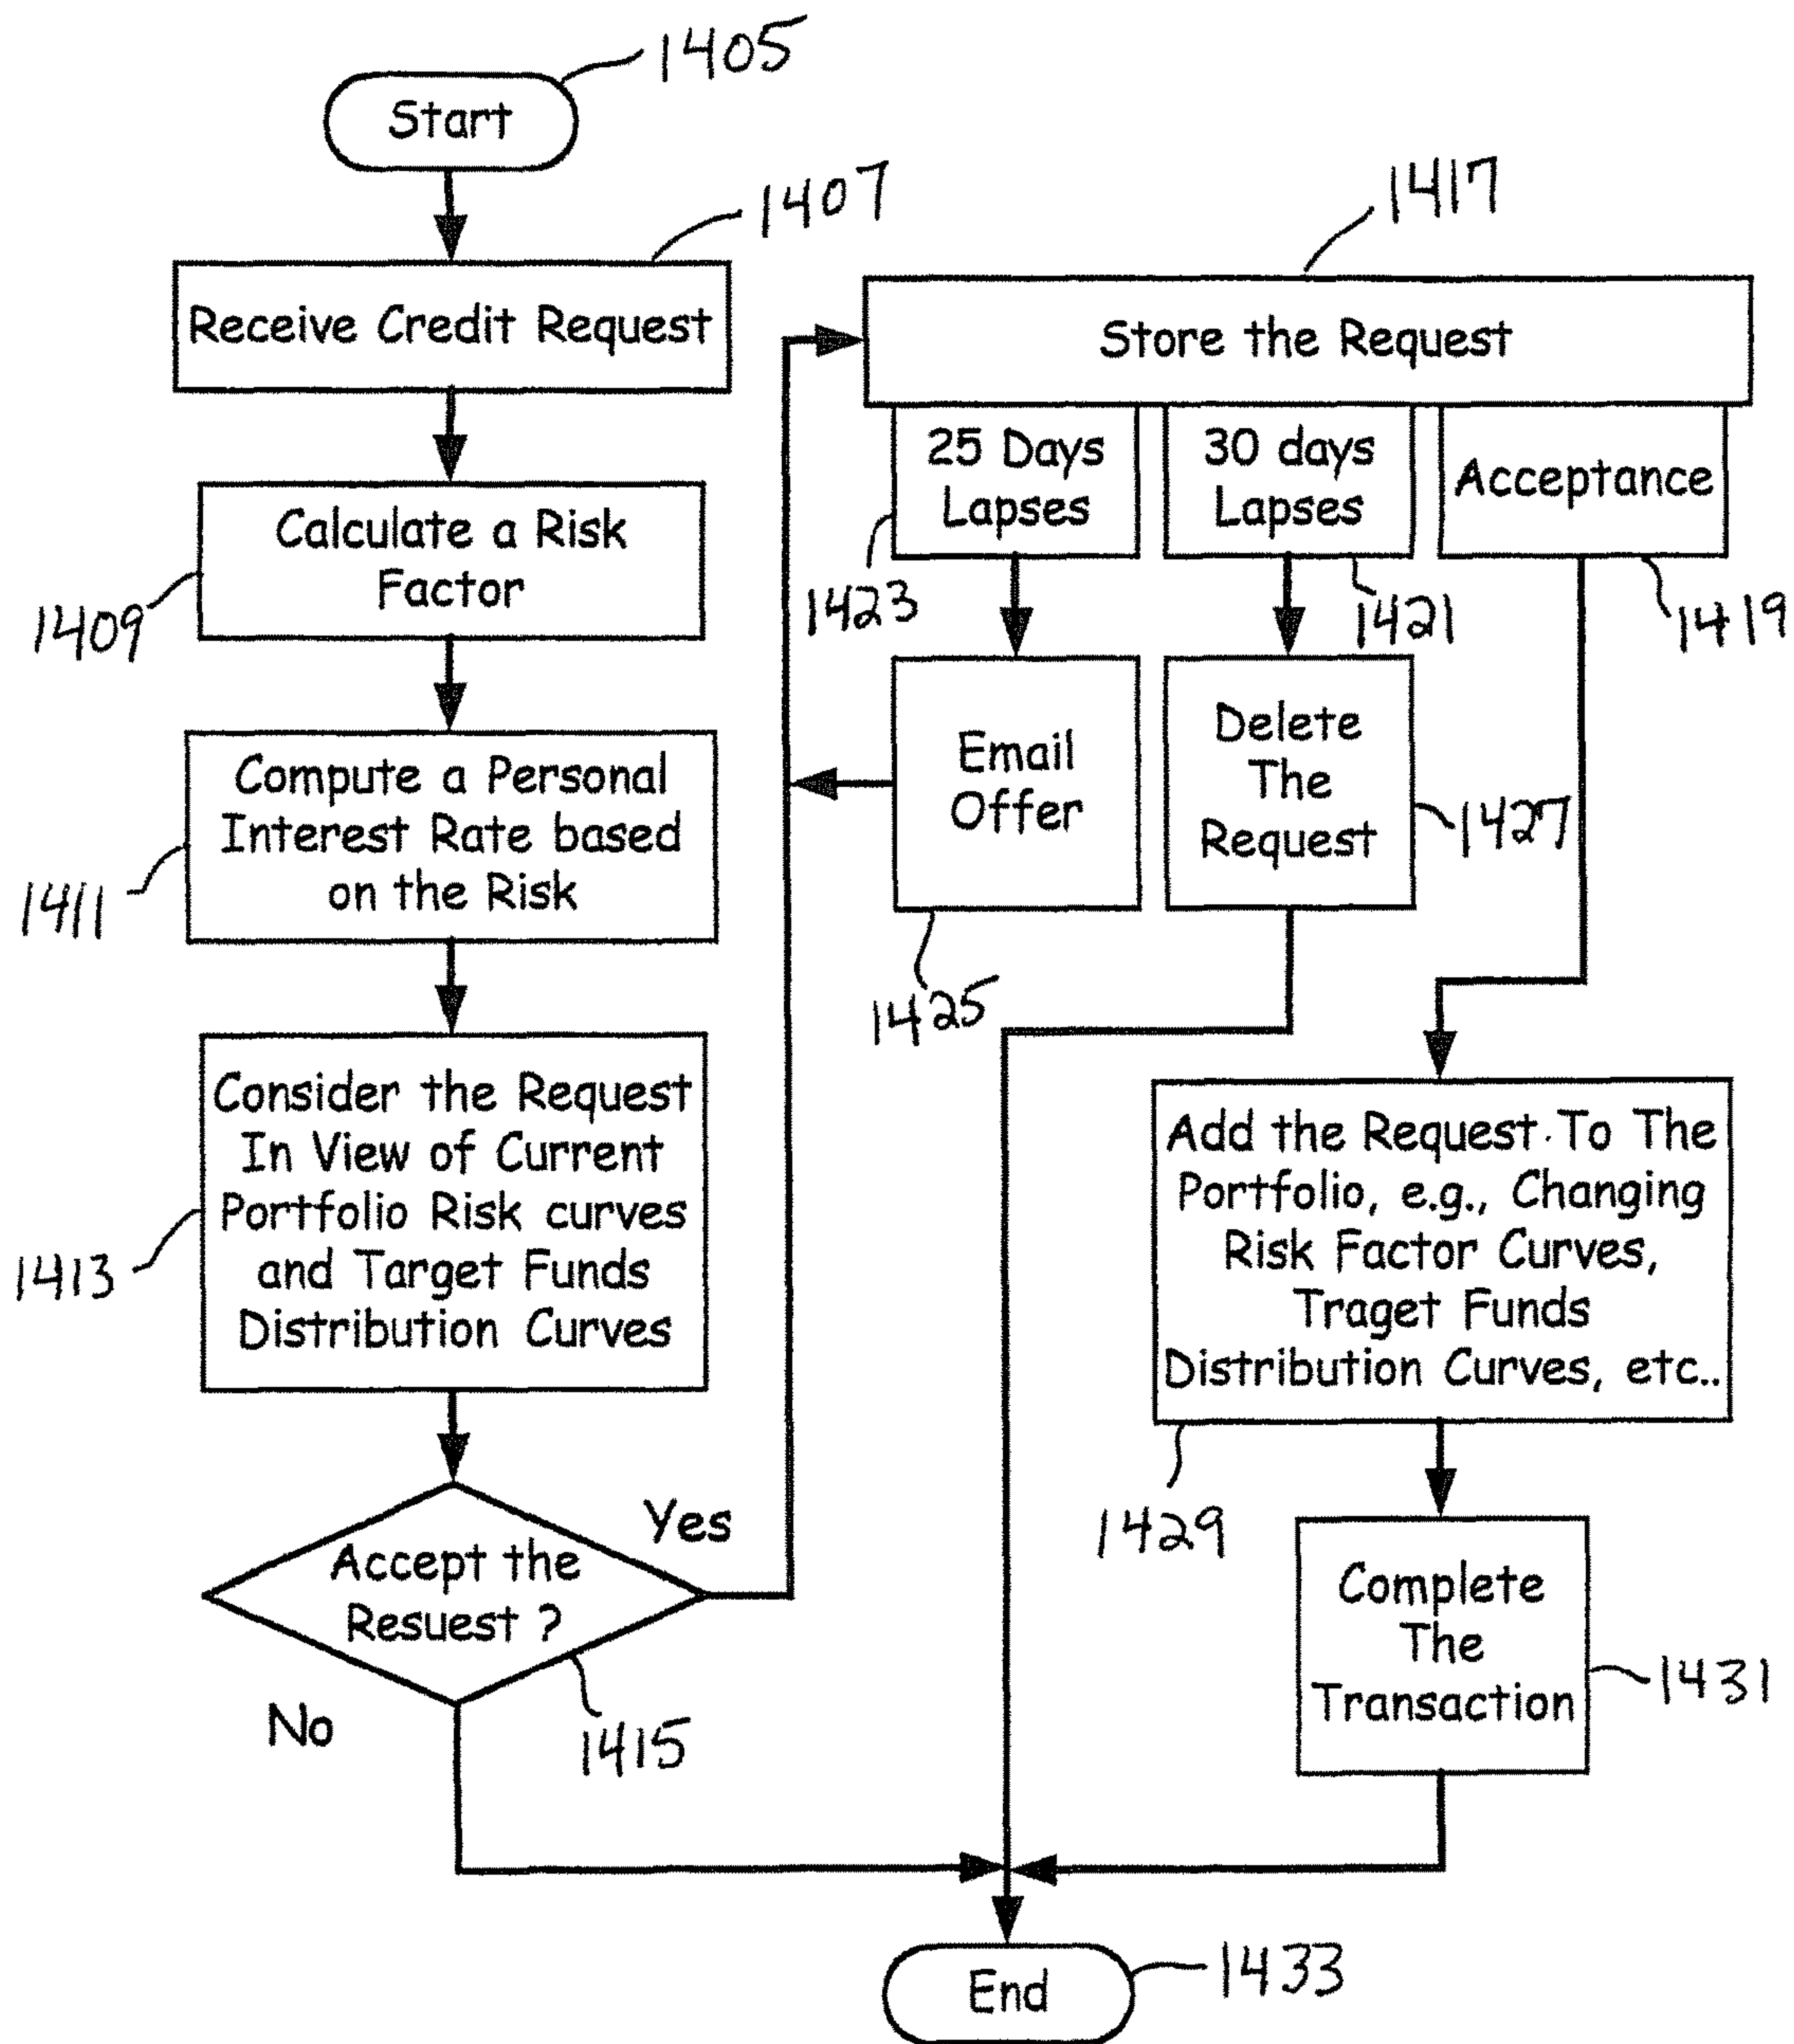 1405
Start
1407
Receive Credit Request
Calculate a Risk
Factor
1409
Compute a Personal
Interest Rate based
on the Risk
1411
Consider the Request
In View of Current
Portfolio Risk curves
and Target Funds
Distribution Curves
1413
Yes
Accept the
Resuest ?
No
1415
1417
Store the Request
25 Days
Lapses
1423
30 days
Lapses
1421
Acceptance
1419
Email
Offer
1425
Delete
The
Request
1427
Add the Request To The
Portfolio, e.g., Changing
Risk Factor Curves,
Traget Funds
Distribution Curves, etc..
1429
Complete
The
Transaction
1431
End
1433